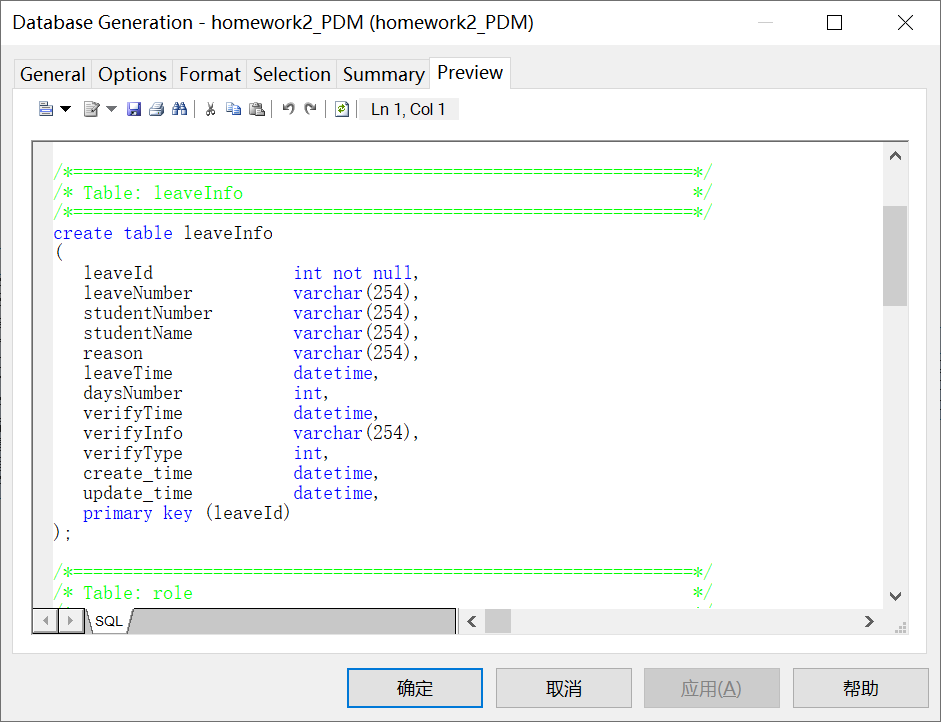 Database Generation - homework2_PDM (homework2_PDM)
General Options Format Selection Summary Preview
Ln 1, Col 1
/*==============================================================*/
/* Table: leaveInfo                                             */
/*==============================================================*/
create table leaveInfo
(
   leaveId              int not null,
   leaveNumber          varchar(254),
   studentNumber        varchar(254),
   studentName          varchar(254),
   reason               varchar(254),
   leaveTime            datetime,
   daysNumber           int,
   verifyTime           datetime,
   verifyInfo           varchar(254),
   verifyType           int,
   create_time          datetime,
   update_time          datetime,
   primary key (leaveId)
);
/*==============================================================*/
/* Table: role                                                  */
SQL
确定 取消 应用(A) 帮助